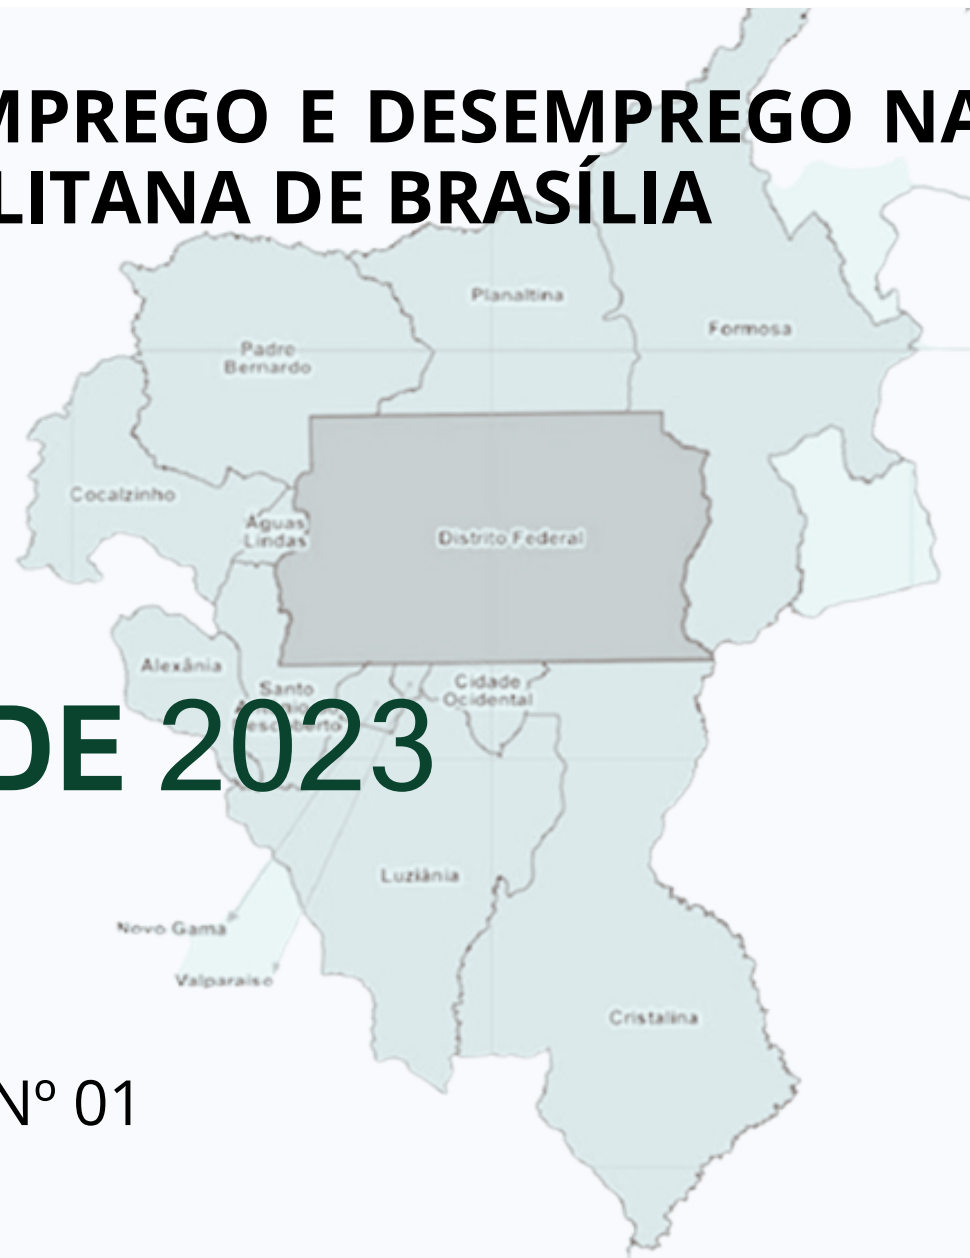 MPREGO E DESEMPREGO NA
LITANA DE BRASÍLIA
Planaltina
Formosa
Padre
Bernardo
Cocalzinho
Águas
Lindas
Distrito Federal
Alexânia
Santo
Cidade
Ocidental
DE 2023
Luziânia
Novo Gama
Valparaiso
Cristalina
Nº 01